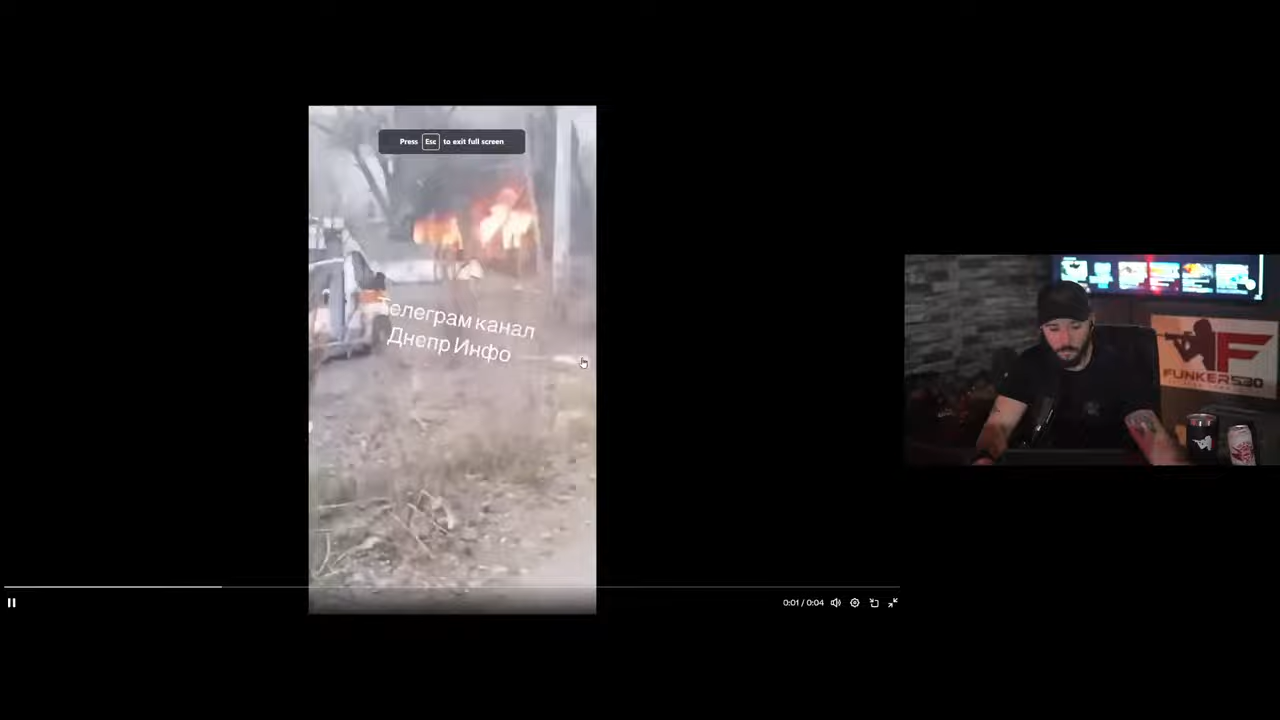 Press Esc to exit full screen
Телеграм канал
Днепр Инфо
FUNKER530
0:01 / 0:04